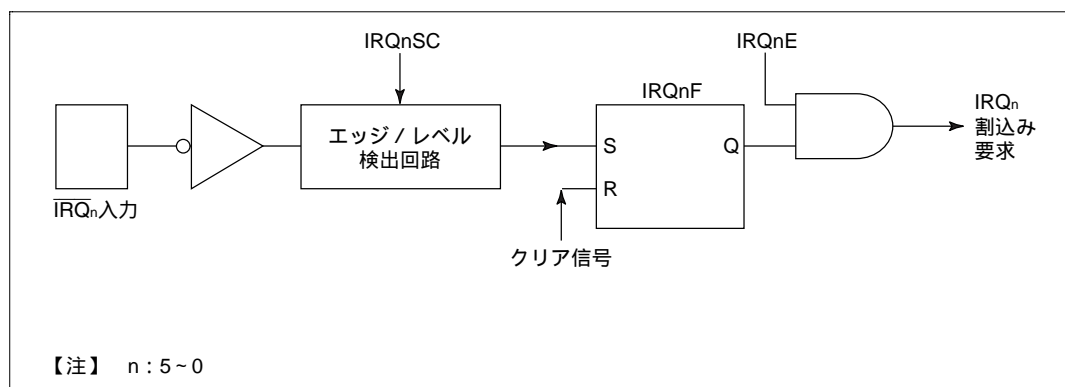 IRQnSC
IRQnE
IRQnF
IRQn
割込み
要求
エッジ / レベル
検出回路
S
Q
R
IRQn入力
クリア信号
【注】 n : 5~0